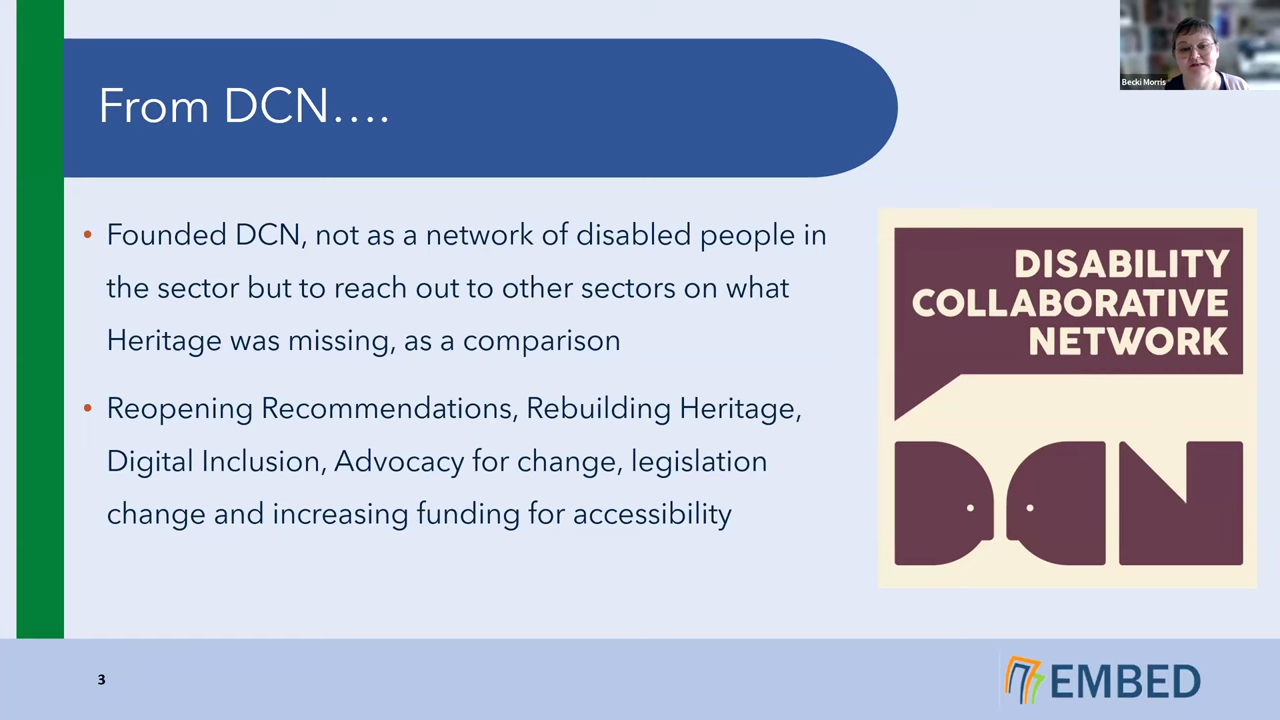 Becki Morris
From DCN....
• Founded DCN, not as a network of disabled people in
the sector but to reach out to other sectors on what
Heritage was missing, as a comparison
• Reopening Recommendations, Rebuilding Heritage,
Digital Inclusion, Advocacy for change, legislation
change and increasing funding for accessibility
DISABILITY
COLLABORATIVE
NETWORK
DCN
3
EMBED